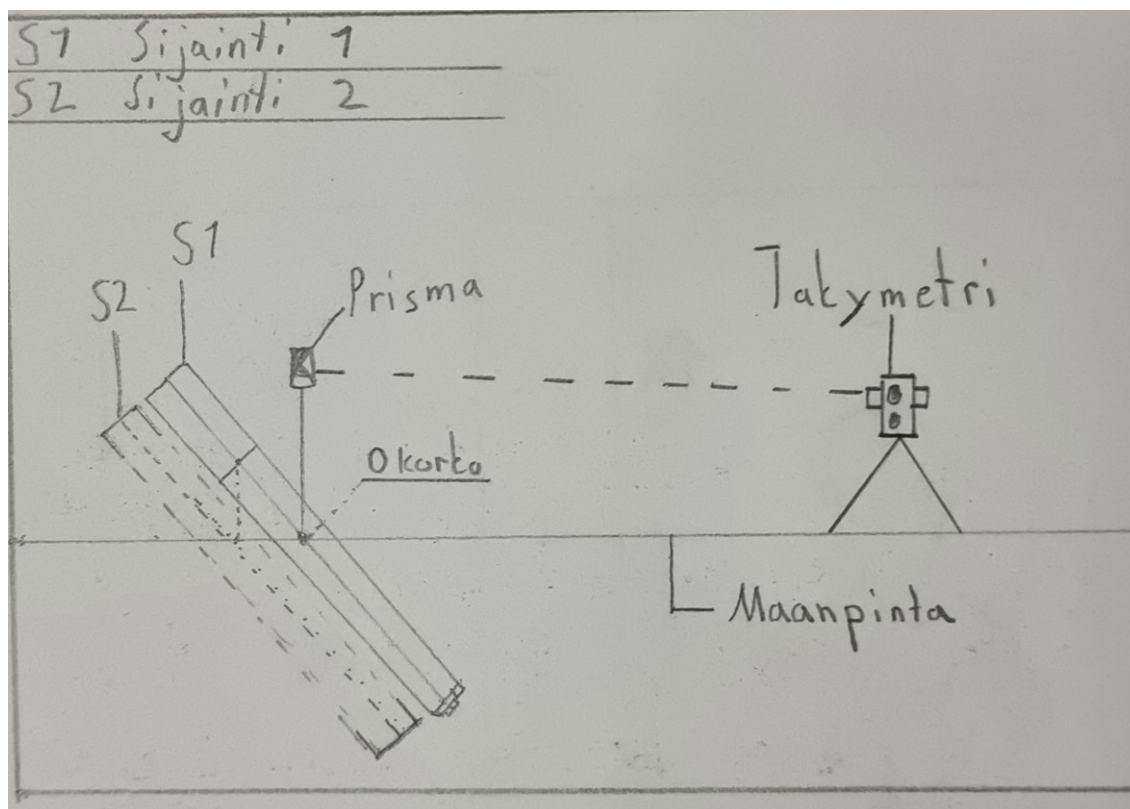 S1 Sijainti 1
S2 Sijainti 2
S1
S2
Prisma
Takymetri
0 korko
Maanpinta